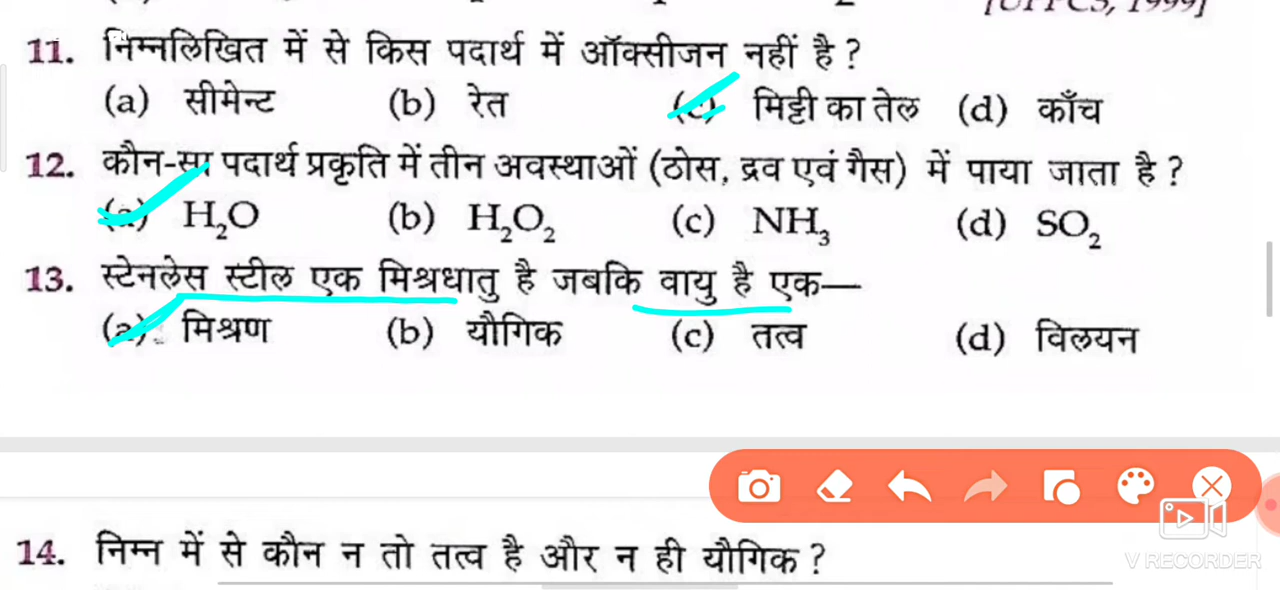 [UPPCS, 1999]
11. निम्नलिखित में से किस पदार्थ में ऑक्सीजन नहीं है ?
(a) सीमेन्ट (b) रेत (c) मिट्टी का तेल (d) काँच
12. कौन-सा पदार्थ प्रकृति में तीन अवस्थाओं (ठोस, द्रव एवं गैस) में पाया जाता है ?
(a) H₂O (b) H₂O₂ (c) NH₃ (d) SO₂
13. स्टेनलेस स्टील एक मिश्रधातु है जबकि वायु है एक—
(a) मिश्रण (b) यौगिक (c) तत्व (d) विलयन
14. निम्न में से कौन न तो तत्व है और न ही यौगिक ?
V RECORDER